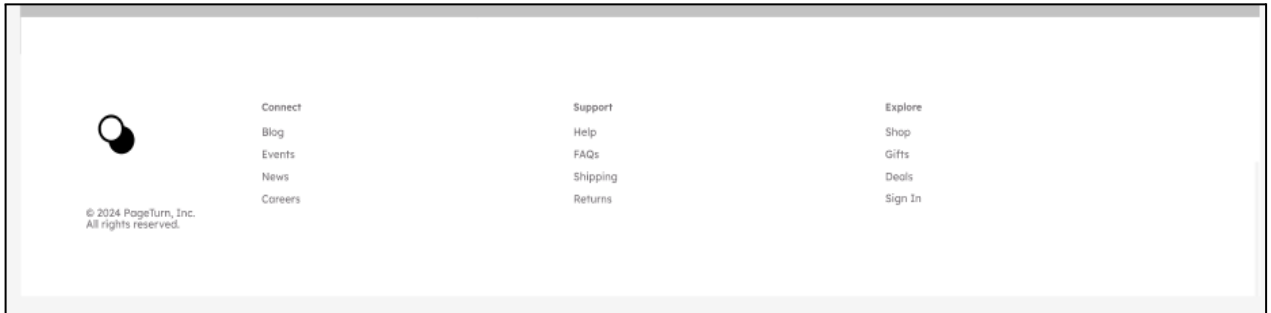 Connect
Blog
Events
News
Careers
Support
Help
FAQs
Shipping
Returns
Explore
Shop
Gifts
Deals
Sign In
© 2024 PageTurn, Inc.
All rights reserved.